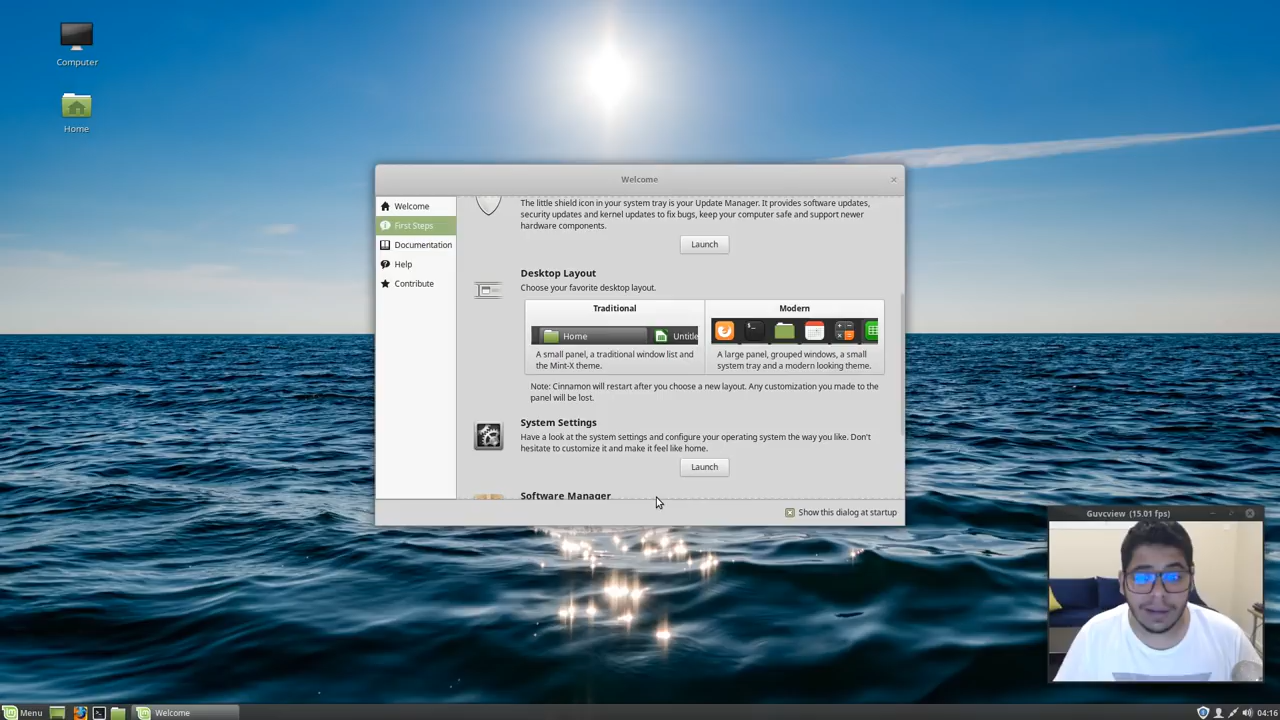 Computer
Home
Welcome
Welcome
First Steps
Documentation
Help
Contribute
The little shield icon in your system tray is your Update Manager. It provides software updates,
security updates and kernel updates to fix bugs, keep your computer safe and support newer
hardware components.
Launch
Desktop Layout
Choose your favorite desktop layout.
Traditional
Home
Untitle
A small panel, a traditional window list and
the Mint-X theme.
Modern
A large panel, grouped windows, a small
system tray and a modern looking theme.
Note: Cinnamon will restart after you choose a new layout. Any customization you made to the
panel will be lost.
System Settings
Have a look at the system settings and configure your operating system the way you like. Don't
hesitate to customize it and make it feel like home.
Launch
Software Manager
Show this dialog at startup
Guvcview (15.01 fps)
Menu
Welcome
04:16